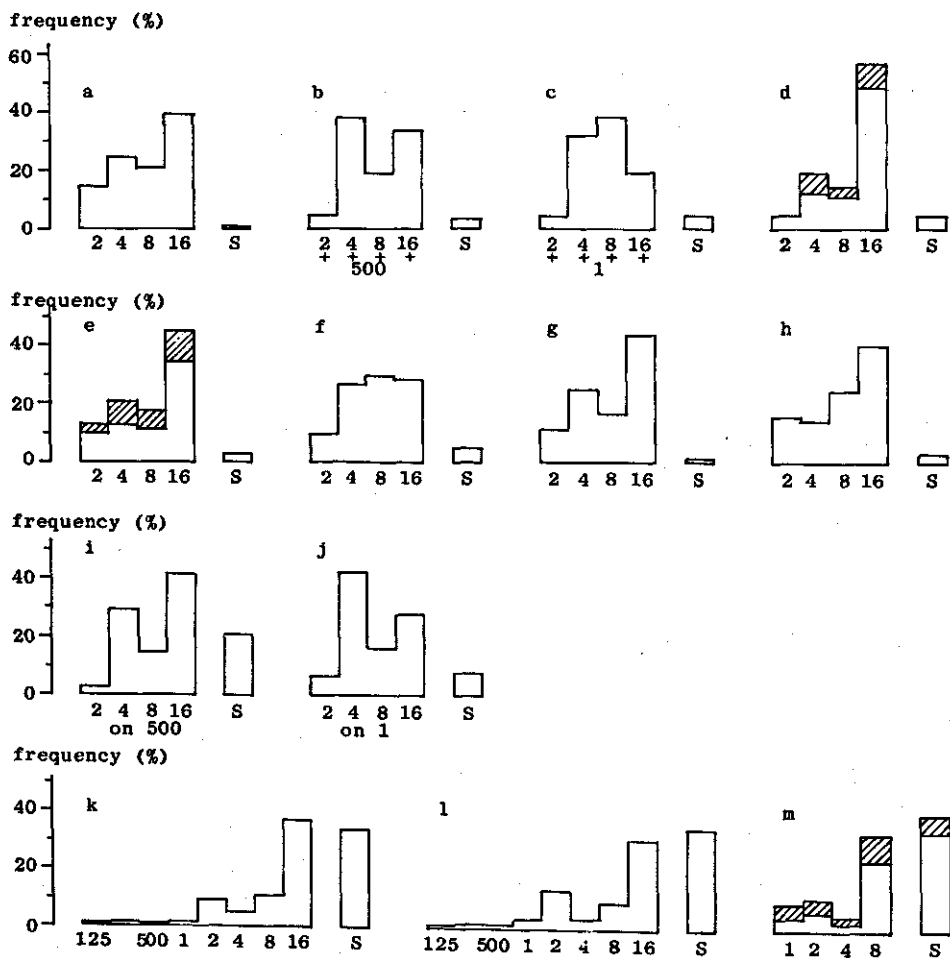 frequency (%)
60
40
20
0
a
b
c
d
2 4 8 16 S
2 4 8 16 S
+ + + +
500
2 4 8 16 S
+ + + +
1
2 4 8 16 S
frequency (%)
40
20
0
e
f
g
h
2 4 8 16 S
2 4 8 16 S
2 4 8 16 S
2 4 8 16 S
frequency (%)
40
20
0
i
j
2 4 8 16 S
on 500
2 4 8 16 S
on 1
frequency (%)
40
20
0
k
l
m
125 500 1 2 4 8 16 S
125 500 1 2 4 8 16 S
1 2 4 8 S